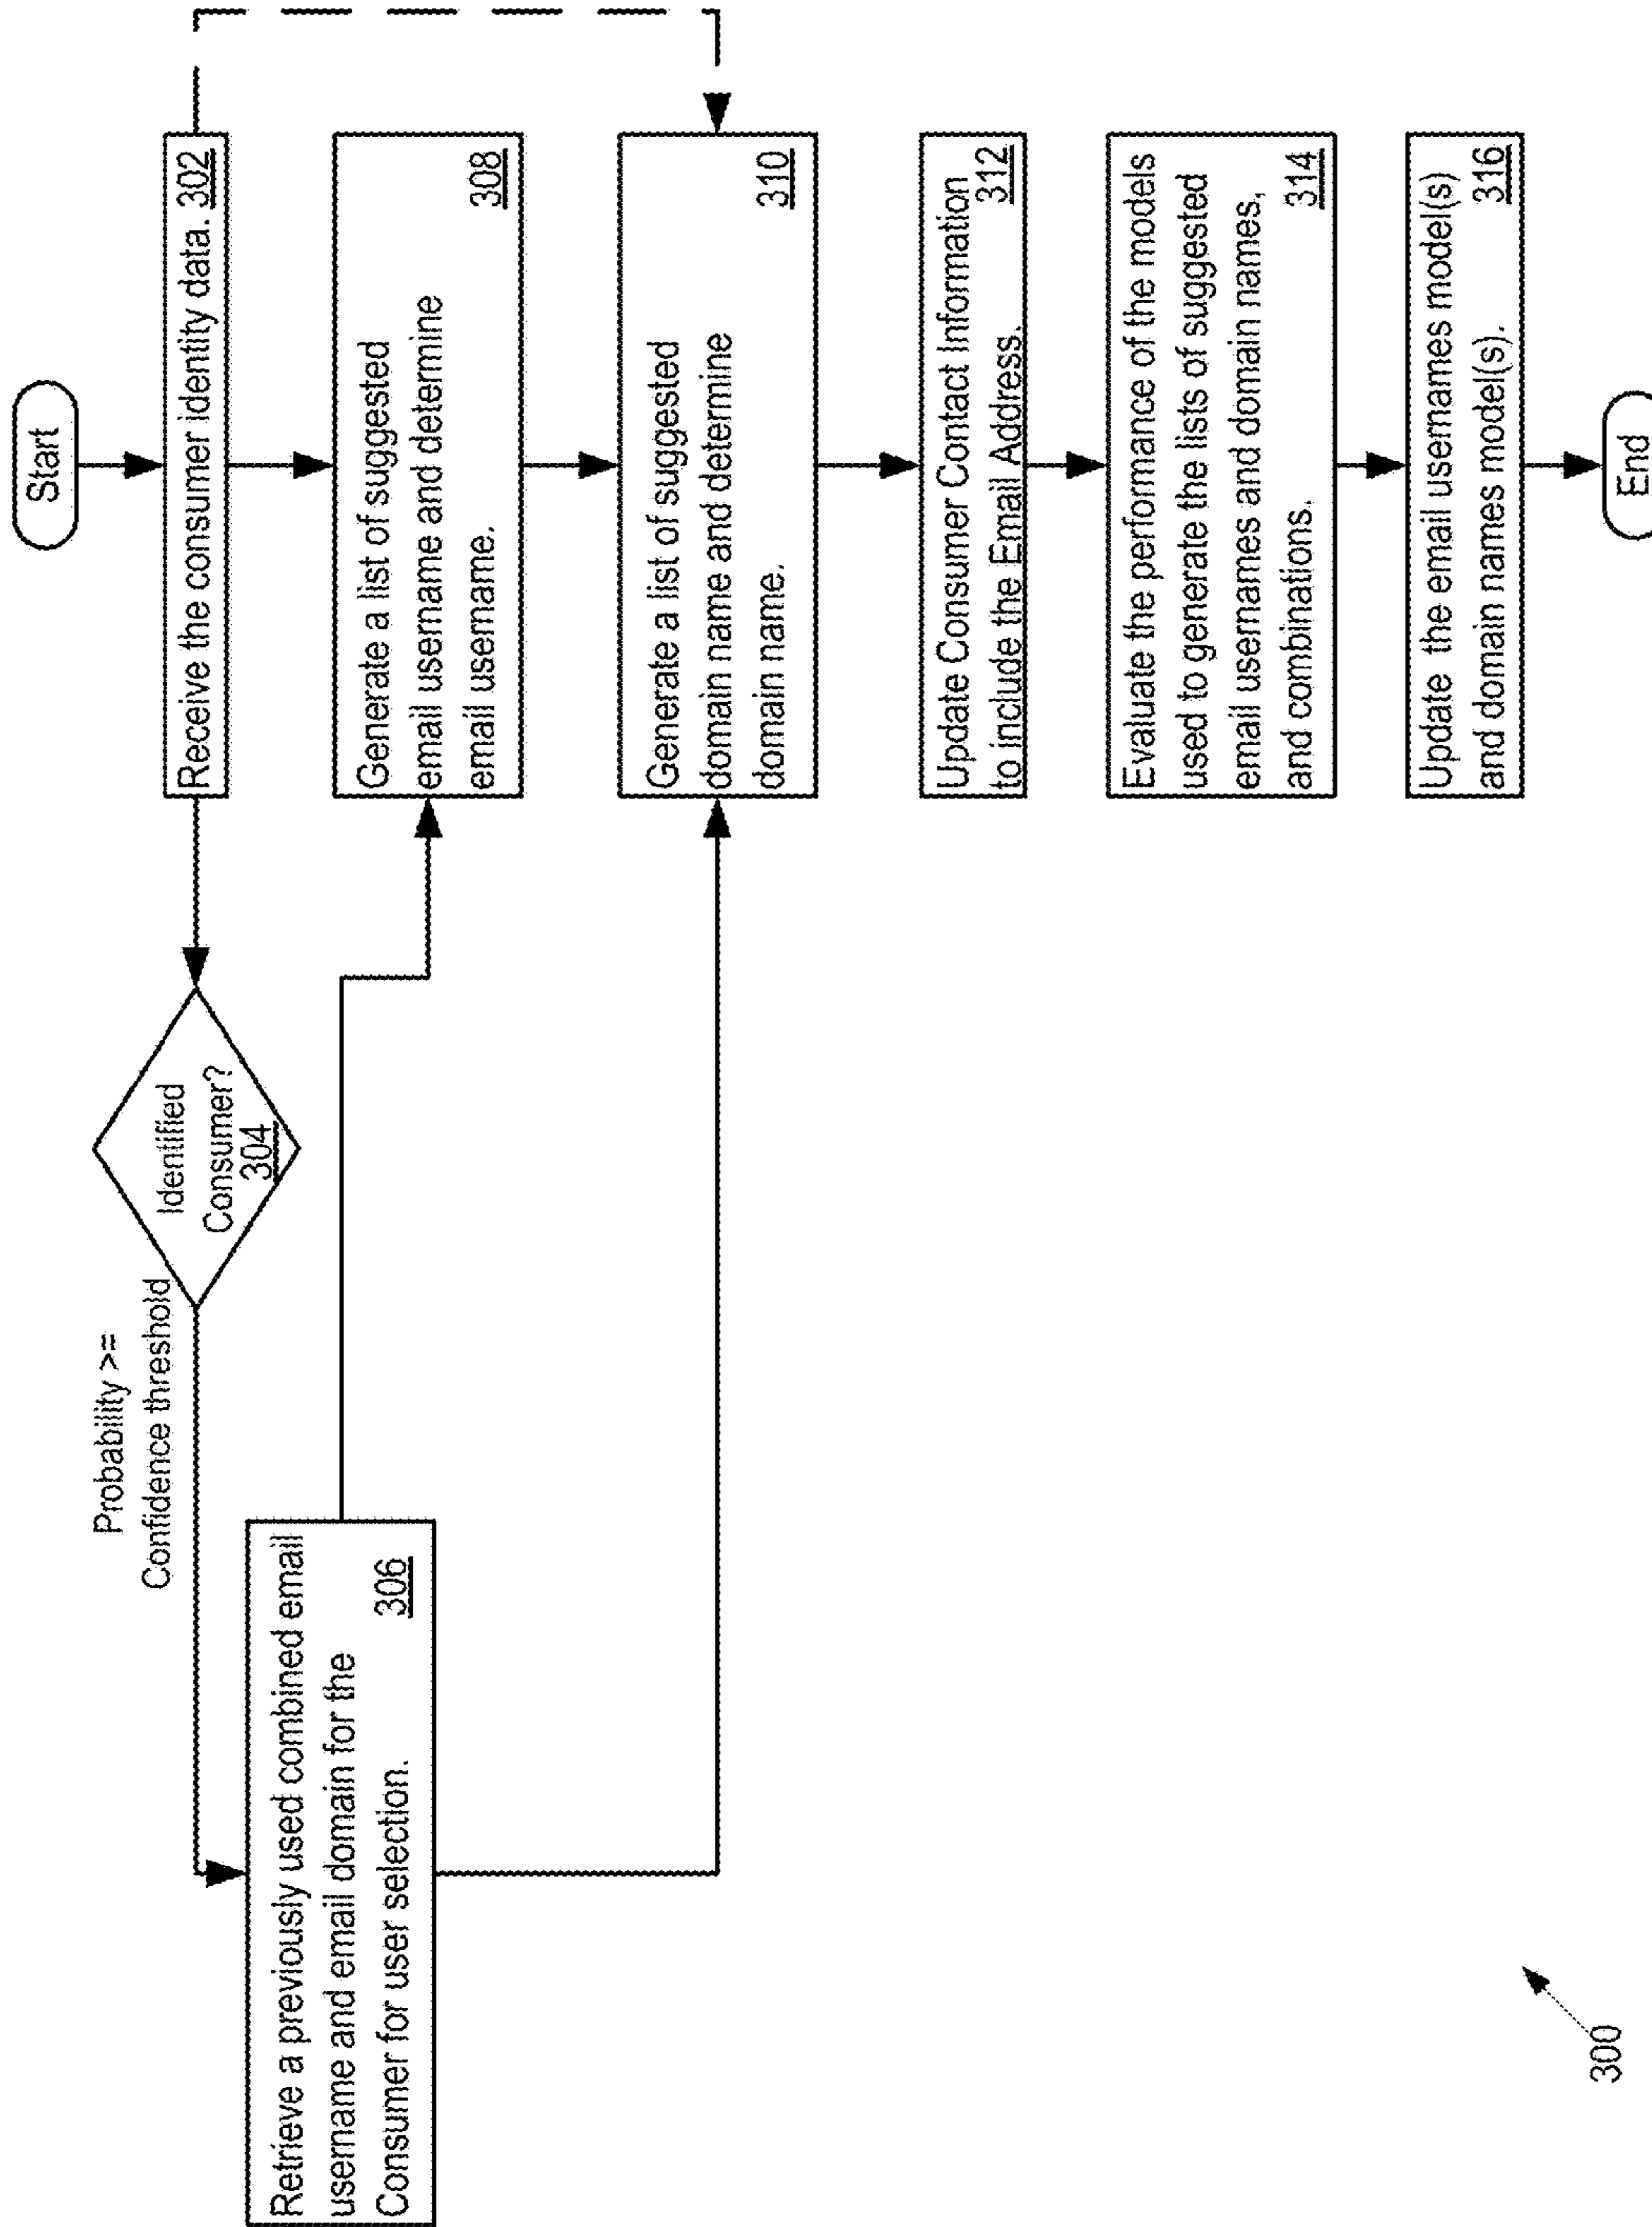 Start
Receive the consumer identity data. 302
Identified
Consumer?
304
Probability >=
Confidence threshold
Retrieve a previously used combined email
username and email domain for the
Consumer for user selection.
306
Generate a list of suggested
email username and determine
email username.
308
Generate a list of suggested
domain name and determine
domain name.
310
Update Consumer Contact Information
to include the Email Address.
312
Evaluate the performance of the models
used to generate the lists of suggested
email usernames and domain names,
and combinations.
314
Update the email usernames model(s)
and domain names model(s).
316
End
300